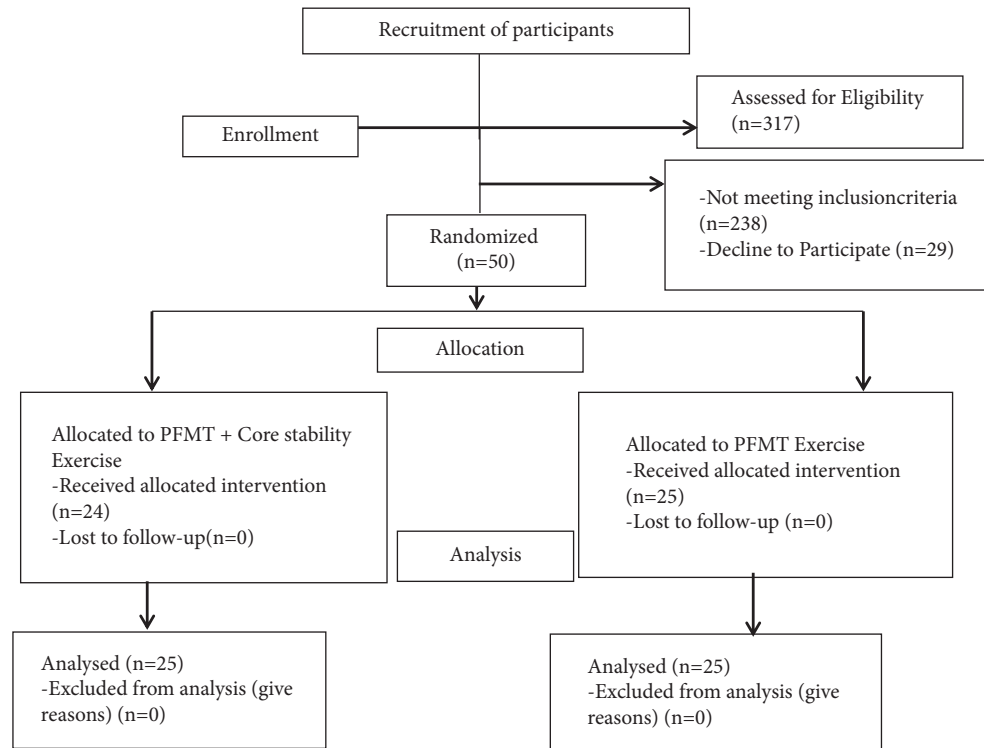 Recruitment of participants
Assessed for Eligibility
(n=317)
Enrollment
-Not meeting inclusioncriteria
(n=238)
-Decline to Participate (n=29)
Randomized
(n=50)
Allocation
Allocated to PFMT + Core stability
Exercise
-Received allocated intervention
(n=24)
-Lost to follow-up(n=0)
Allocated to PFMT Exercise
-Received allocated intervention
(n=25)
-Lost to follow-up (n=0)
Analysis
Analysed (n=25)
-Excluded from analysis (give
reasons) (n=0)
Analysed (n=25)
-Excluded from analysis (give
reasons) (n=0)